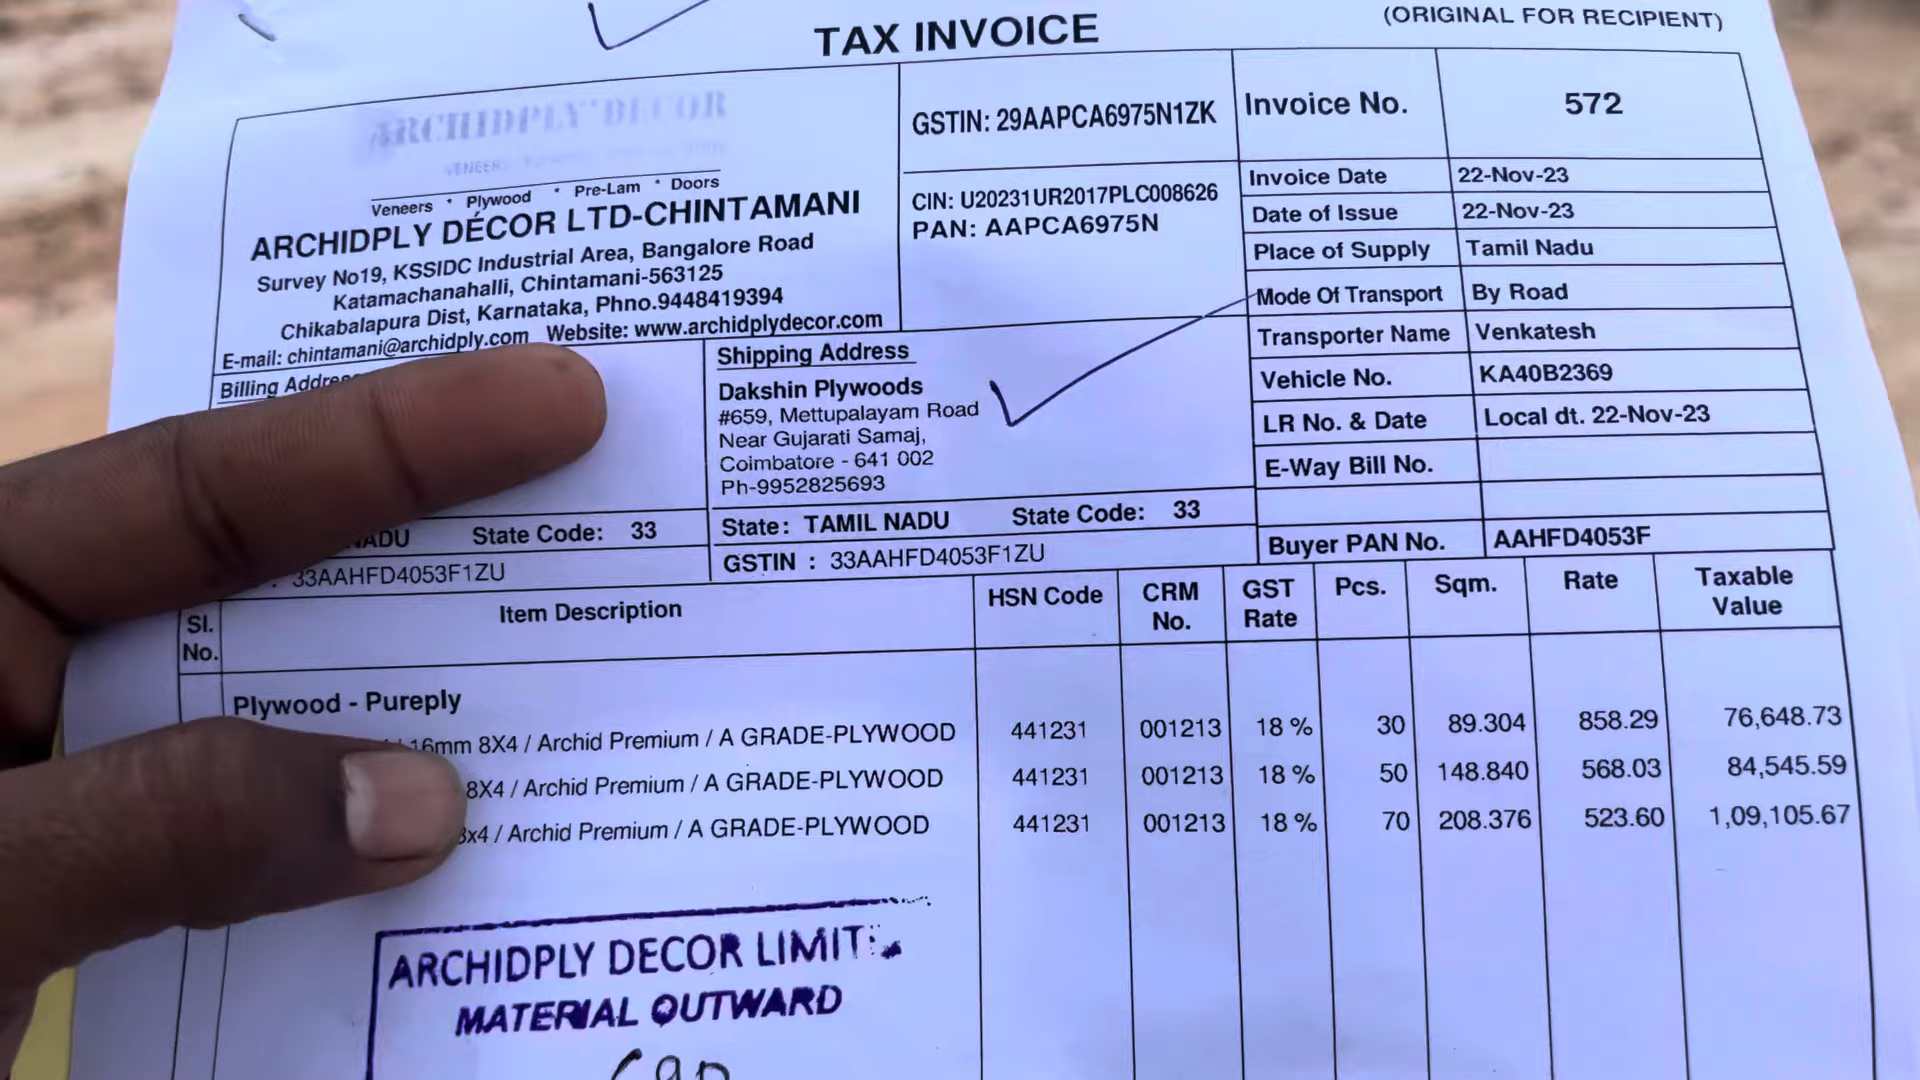 TAX INVOICE
(ORIGINAL FOR RECIPIENT)
ARCHIDPLY DECOR
Veneers * Plywood * Pre-Lam * Doors
ARCHIDPLY DÉCOR LTD-CHINTAMANI
Survey No19, KSSIDC Industrial Area, Bangalore Road
Katamachanahalli, Chintamani-563125
Chikabalapura Dist, Karnataka, Phno.9448419394
E-mail: chintamani@archidply.com Website: www.archidplydecor.com
GSTIN: 29AAPCA6975N1ZK
CIN: U20231UR2017PLC008626
PAN: AAPCA6975N
Invoice No. 572
Invoice Date 22-Nov-23
Date of Issue 22-Nov-23
Place of Supply Tamil Nadu
Mode Of Transport By Road
Transporter Name Venkatesh
Vehicle No. KA40B2369
LR No. & Date Local dt. 22-Nov-23
E-Way Bill No.
Buyer PAN No. AAHFD4053F
Billing
NADU State Code: 33
: 33AAHFD4053F1ZU
Shipping Address
Dakshin Plywoods
#659, Mettupalayam Road
Near Gujarati Samaj,
Coimbatore - 641 002
Ph-9952825693
State: TAMIL NADU State Code: 33
GSTIN : 33AAHFD4053F1ZU
Sl. No. Item Description HSN Code CRM No. GST Rate Pcs. Sqm. Rate Taxable Value
Plywood - Pureply
16mm 8X4 / Archid Premium / A GRADE-PLYWOOD 441231 001213 18 % 30 89.304 858.29 76,648.73
8X4 / Archid Premium / A GRADE-PLYWOOD 441231 001213 18 % 50 148.840 568.03 84,545.59
x4 / Archid Premium / A GRADE-PLYWOOD 441231 001213 18 % 70 208.376 523.60 1,09,105.67
ARCHIDPLY DECOR LIMIT
MATERIAL OUTWARD